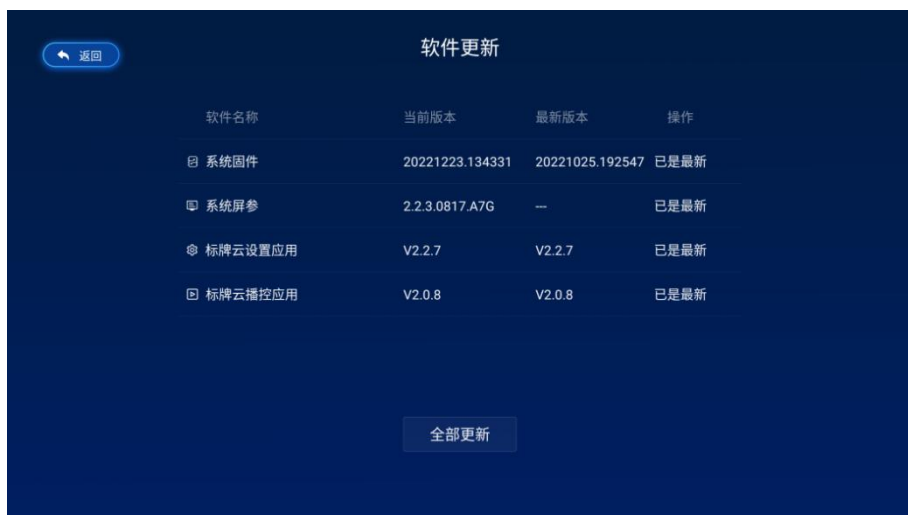 返回
软件更新
软件名称 当前版本 最新版本 操作
系统固件 20221223.134331 20221025.192547 已是最新
系统屏参 2.2.3.0817.A7G --- 已是最新
标牌云设置应用 V2.2.7 V2.2.7 已是最新
标牌云播控应用 V2.0.8 V2.0.8 已是最新
全部更新